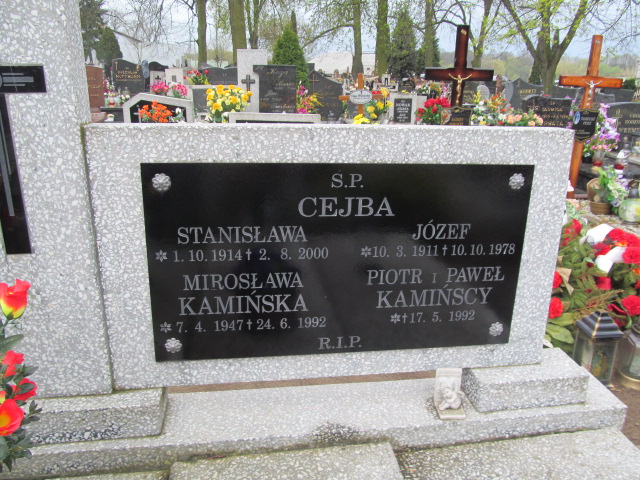 Ś.P.
CEJBA
STANISŁAWA
* 1. 10. 1914 † 2. 8. 2000
JÓZEF
* 10. 3. 1911 † 10. 10. 1978
MIROSŁAWA
KAMIŃSKA
* 7. 4. 1947 † 24. 6. 1992
PIOTR I PAWEŁ
KAMIŃSCY
*† 17. 5. 1992
R.I.P.